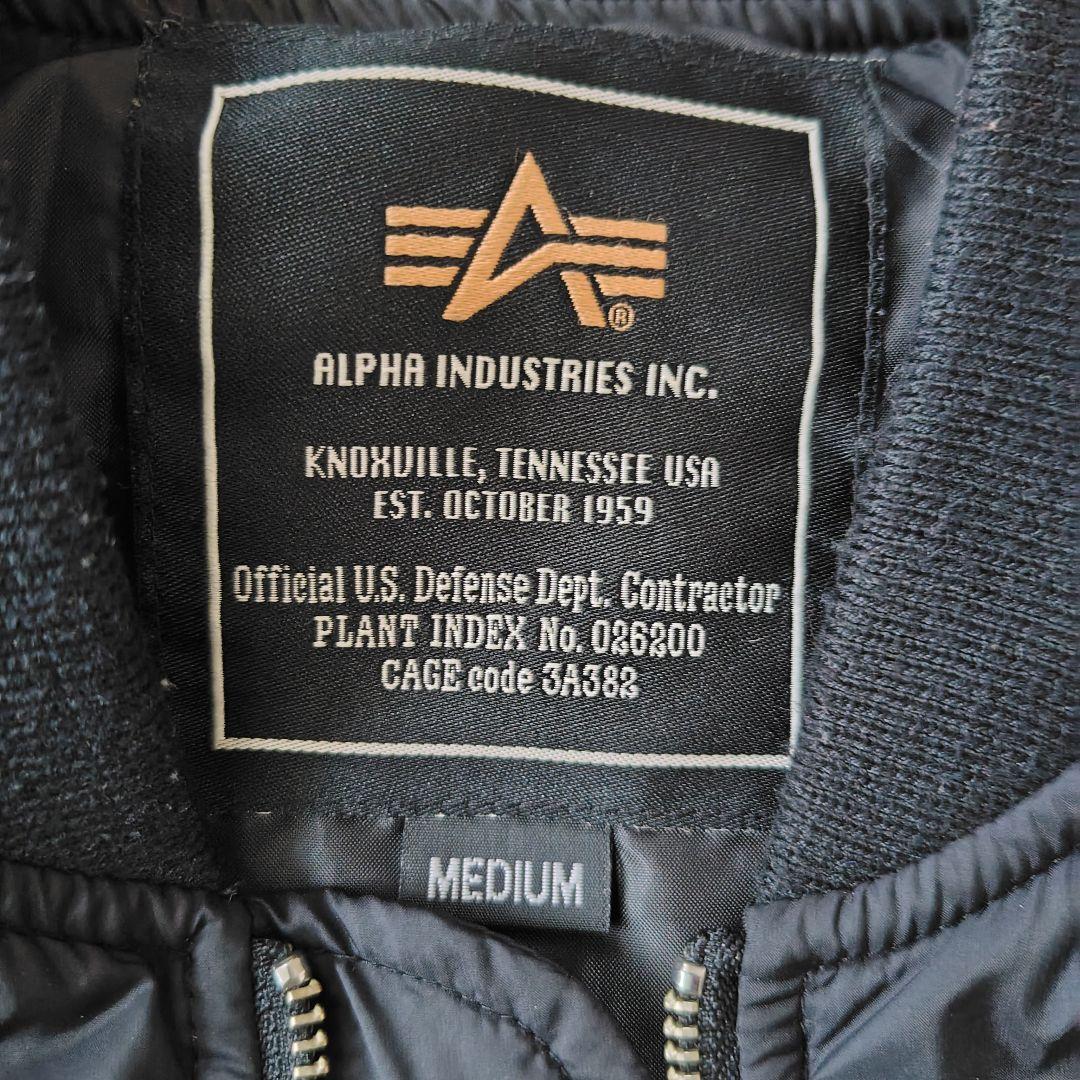 ®
ALPHA INDUSTRIES INC.
KNOXVILLE, TENNESSEE USA
EST. OCTOBER 1959
Official U.S. Defense Dept. Contractor
PLANT INDEX No. 026200
CAGE code 3A382
MEDIUM